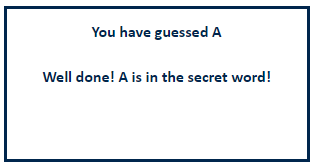 You have guessed A
Well done! A is in the secret word!